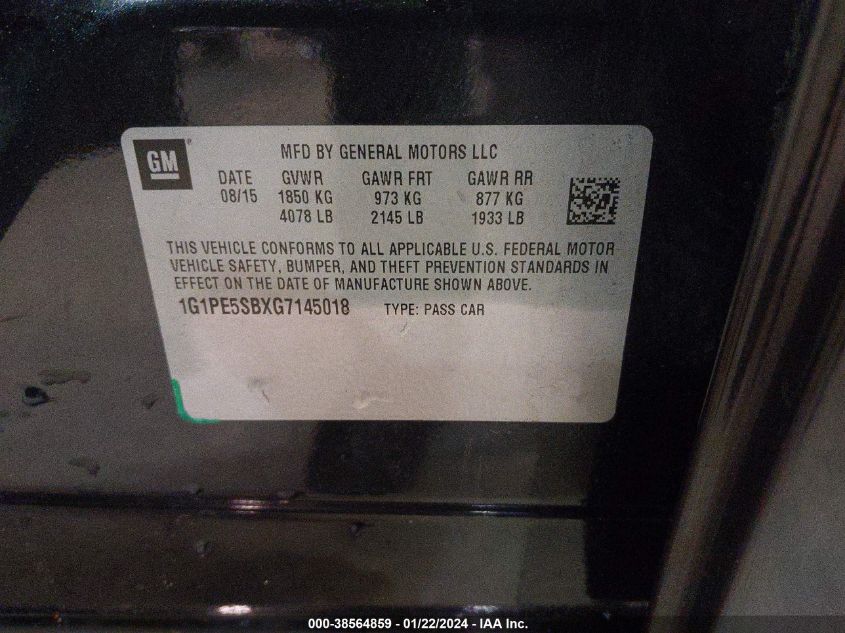 GM
MFD BY GENERAL MOTORS LLC
DATE GVWR GAWR FRT GAWR RR
08/15 1850 KG 973 KG 877 KG
4078 LB 2145 LB 1933 LB
THIS VEHICLE CONFORMS TO ALL APPLICABLE U.S. FEDERAL MOTOR
VEHICLE SAFETY, BUMPER, AND THEFT PREVENTION STANDARDS IN
EFFECT ON THE DATE OF MANUFACTURE SHOWN ABOVE.
1G1PE5SBXG7145018 TYPE: PASS CAR
000-38564859 - 01/22/2024 - IAA Inc.